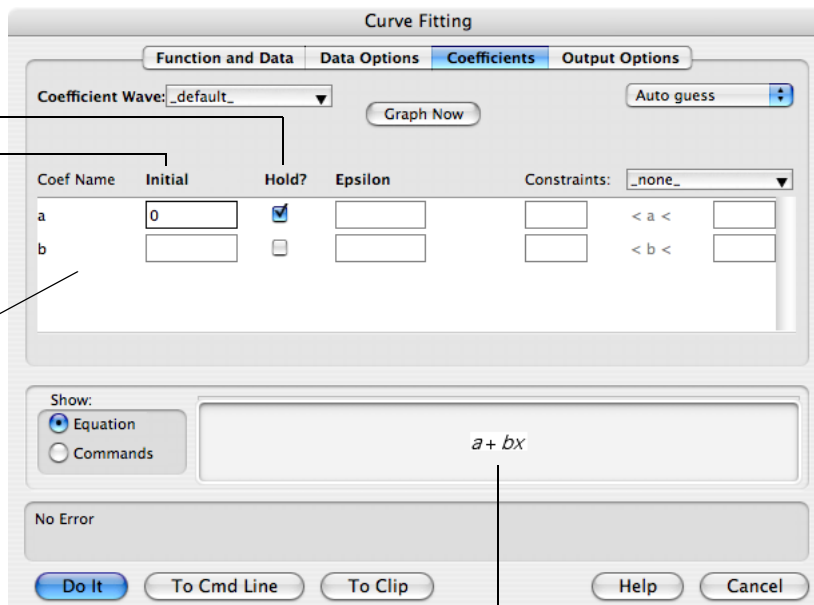 Curve Fitting
Function and Data Data Options Coefficients Output Options
Coefficient Wave: _default_ Auto guess
Graph Now
Coef Name Initial Hold? Epsilon Constraints: _none_
a 0 < a <
b < b <
Show:
Equation
Commands
a + bx
No Error
Do It To Cmd Line To Clip Help Cancel